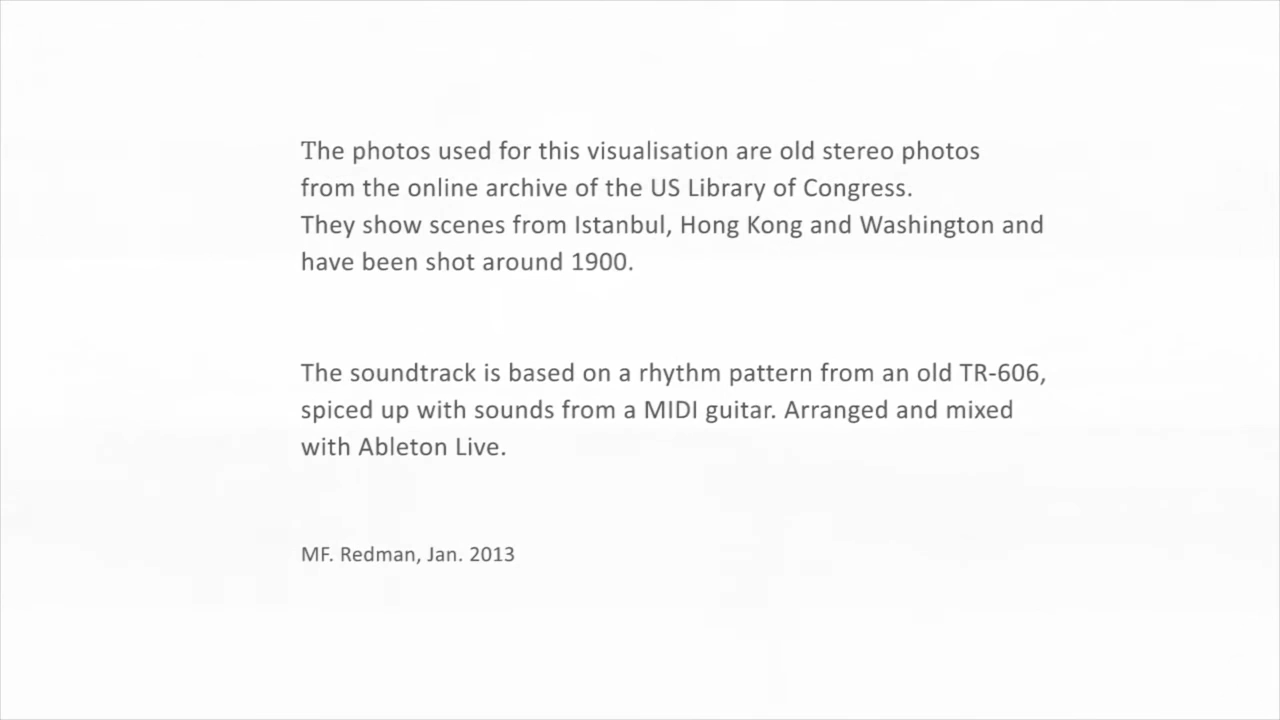 The photos used for this visualisation are old stereo photos
from the online archive of the US Library of Congress.
They show scenes from Istanbul, Hong Kong and Washington and
have been shot around 1900.
The soundtrack is based on a rhythm pattern from an old TR-606,
spiced up with sounds from a MIDI guitar. Arranged and mixed
with Ableton Live.
MF. Redman, Jan. 2013